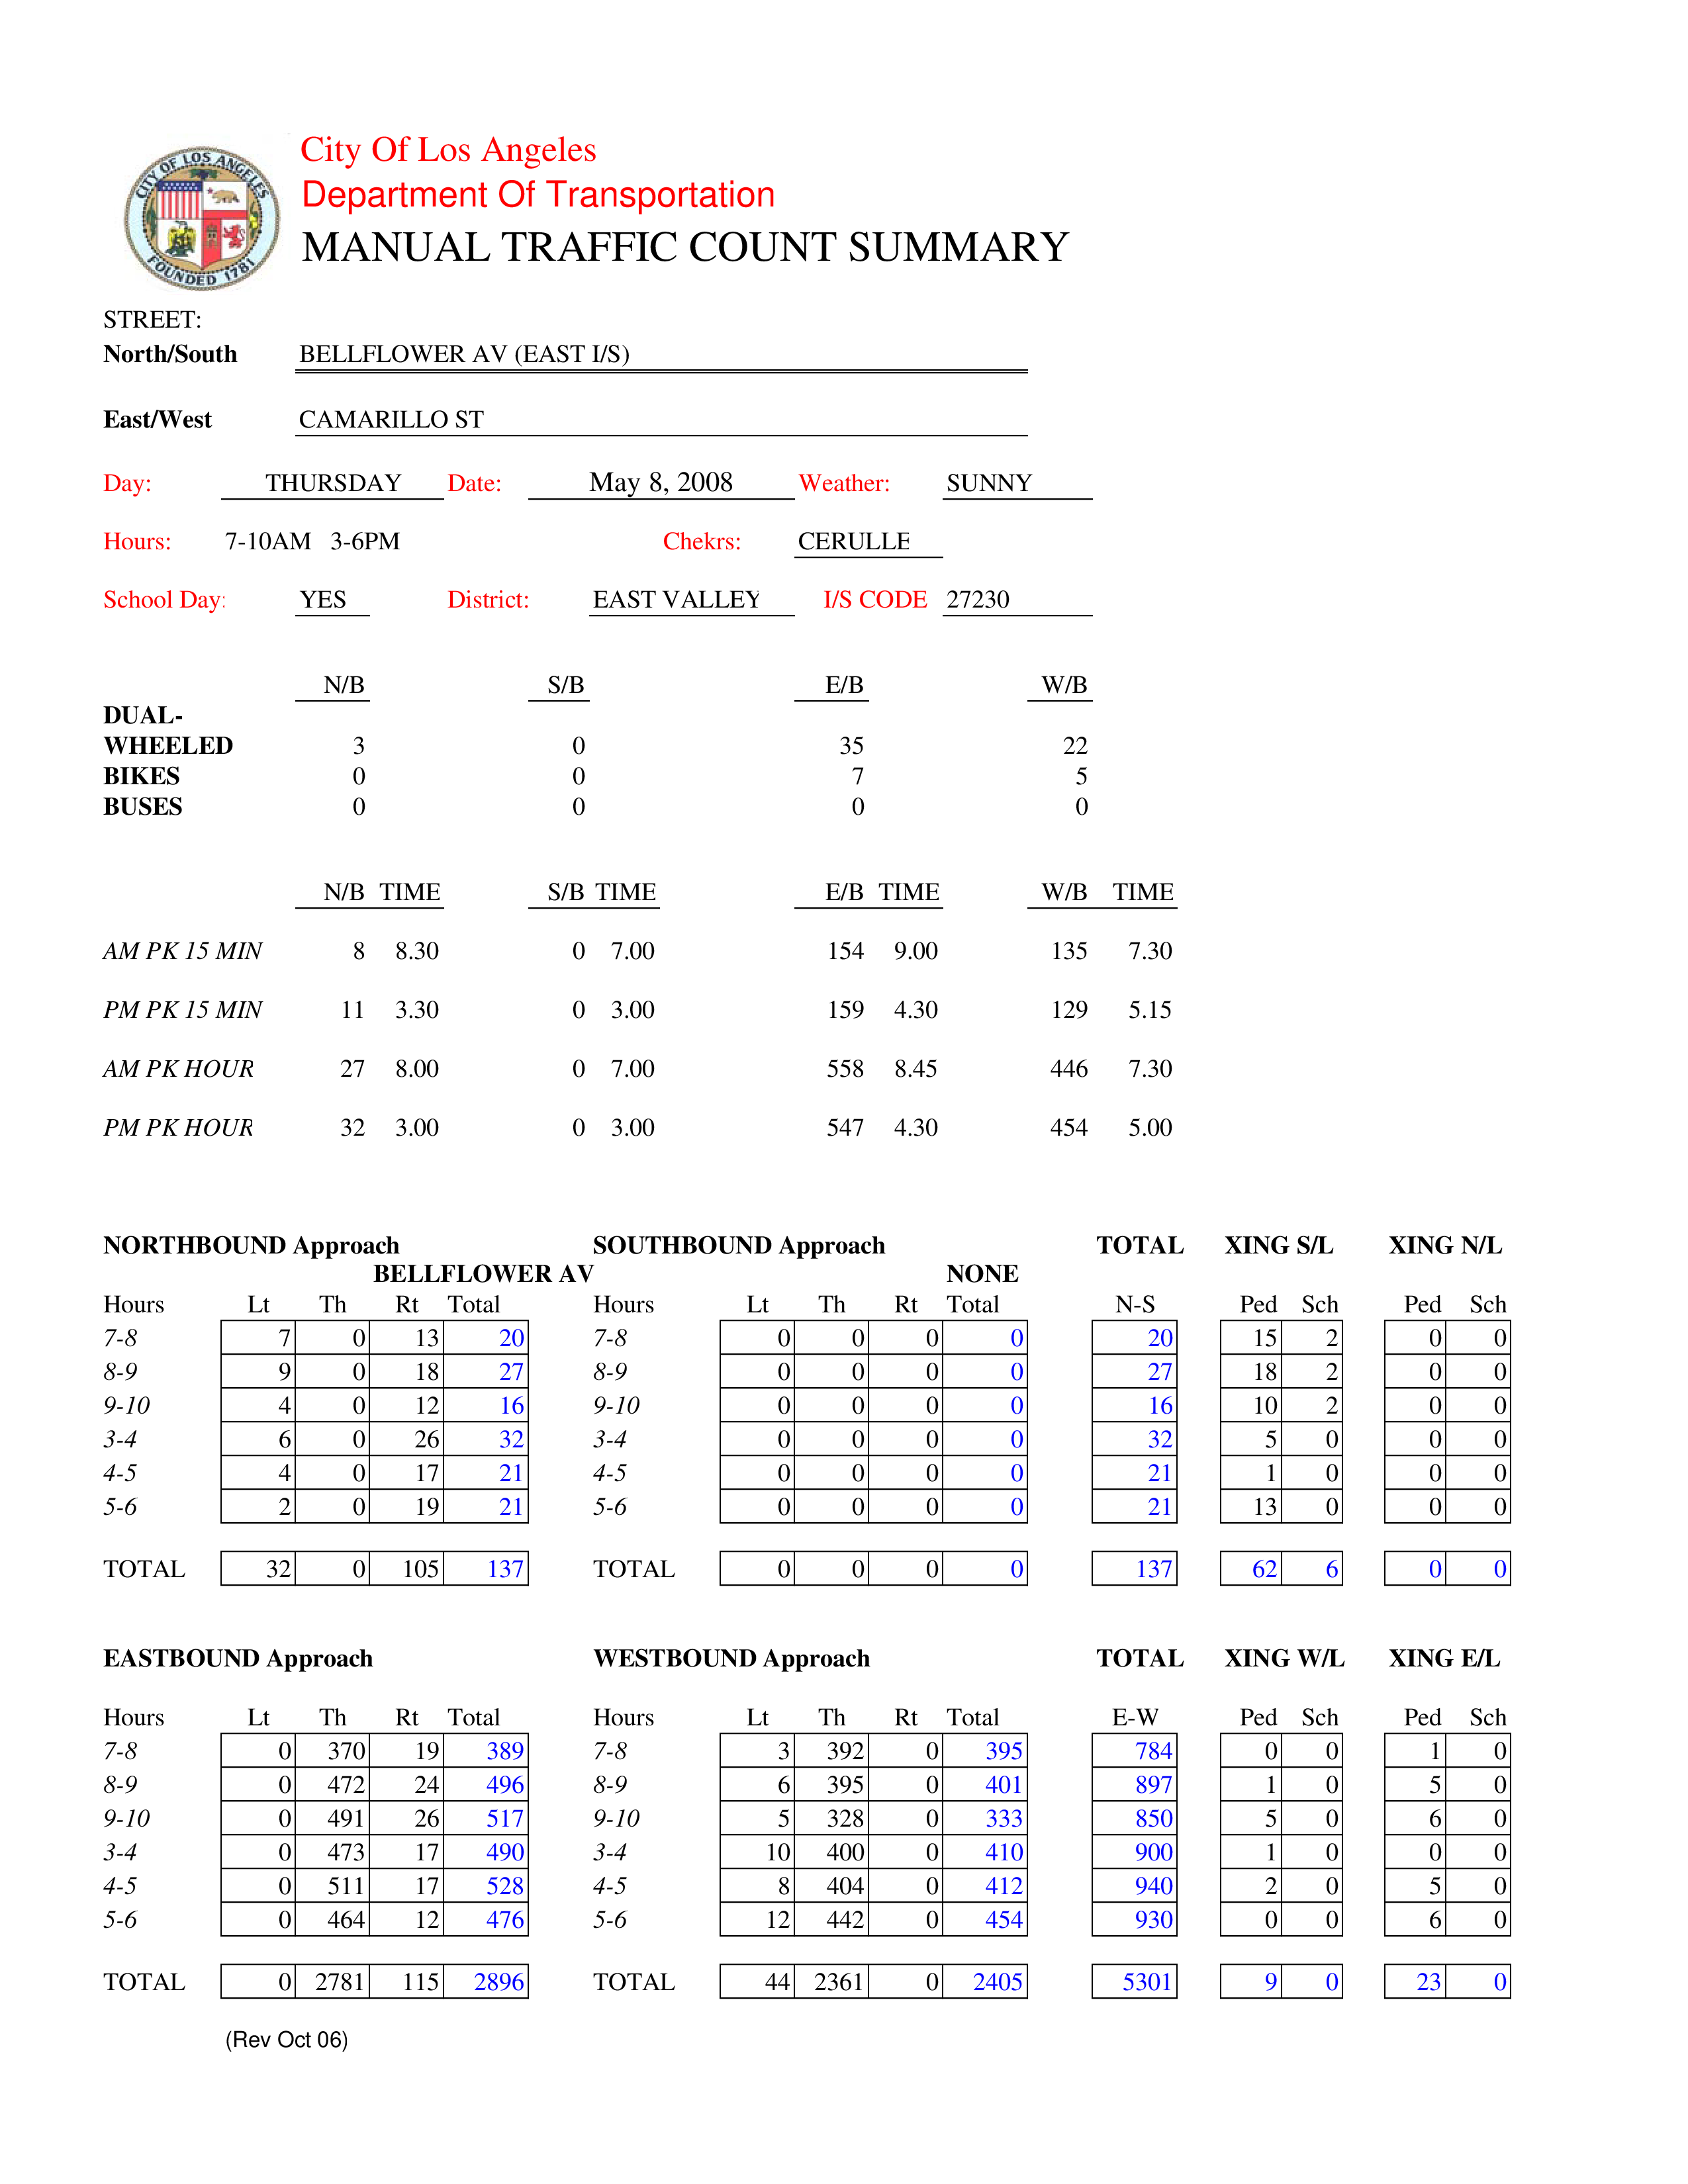 CITY OF LOS ANGELES
FOUNDED 1781
City Of Los Angeles
Department Of Transportation
MANUAL TRAFFIC COUNT SUMMARY
STREET:
North/South BELLFLOWER AV (EAST I/S)
East/West CAMARILLO ST
Day: THURSDAY Date: May 8, 2008 Weather: SUNNY
Hours: 7-10AM 3-6PM Chekrs: CERULLE
School Day: YES District: EAST VALLEY I/S CODE 27230
N/B S/B E/B W/B
DUAL-
WHEELED 3 0 35 22
BIKES 0 0 7 5
BUSES 0 0 0 0
N/B TIME S/B TIME E/B TIME W/B TIME
AM PK 15 MIN 8 8.30 0 7.00 154 9.00 135 7.30
PM PK 15 MIN 11 3.30 0 3.00 159 4.30 129 5.15
AM PK HOUR 27 8.00 0 7.00 558 8.45 446 7.30
PM PK HOUR 32 3.00 0 3.00 547 4.30 454 5.00
NORTHBOUND Approach SOUTHBOUND Approach TOTAL XING S/L XING N/L
BELLFLOWER AV NONE
Hours Lt Th Rt Total Hours Lt Th Rt Total N-S Ped Sch Ped Sch
7-8 7 0 13 20 7-8 0 0 0 0 20 15 2 0 0
8-9 9 0 18 27 8-9 0 0 0 0 27 18 2 0 0
9-10 4 0 12 16 9-10 0 0 0 0 16 10 2 0 0
3-4 6 0 26 32 3-4 0 0 0 0 32 5 0 0 0
4-5 4 0 17 21 4-5 0 0 0 0 21 1 0 0 0
5-6 2 0 19 21 5-6 0 0 0 0 21 13 0 0 0
TOTAL 32 0 105 137 TOTAL 0 0 0 0 137 62 6 0 0
EASTBOUND Approach WESTBOUND Approach TOTAL XING W/L XING E/L
Hours Lt Th Rt Total Hours Lt Th Rt Total E-W Ped Sch Ped Sch
7-8 0 370 19 389 7-8 3 392 0 395 784 0 0 1 0
8-9 0 472 24 496 8-9 6 395 0 401 897 1 0 5 0
9-10 0 491 26 517 9-10 5 328 0 333 850 5 0 6 0
3-4 0 473 17 490 3-4 10 400 0 410 900 1 0 0 0
4-5 0 511 17 528 4-5 8 404 0 412 940 2 0 5 0
5-6 0 464 12 476 5-6 12 442 0 454 930 0 0 6 0
TOTAL 0 2781 115 2896 TOTAL 44 2361 0 2405 5301 9 0 23 0
(Rev Oct 06)